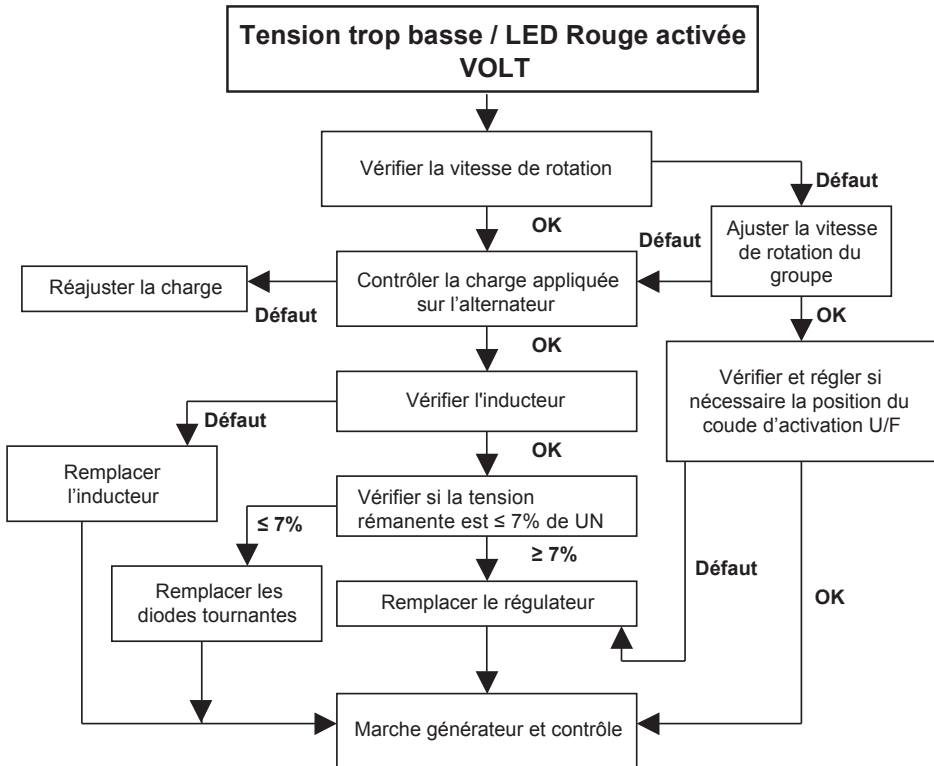 Tension trop basse / LED Rouge activée
VOLT
Vérifier la vitesse de rotation
Défaut
OK
Défaut
Ajuster la vitesse
de rotation du
groupe
Réajuster la charge
Défaut
Contrôler la charge appliquée
sur l’alternateur
OK
OK
Vérifier et régler si
nécessaire la position du
coude d’activation U/F
Vérifier l'inducteur
Défaut
OK
Remplacer
l’inducteur
Vérifier si la tension
rémanente est ≤ 7% de UN
≤ 7%
≥ 7%
Défaut
OK
Remplacer les
diodes tournantes
Remplacer le régulateur
Marche générateur et contrôle